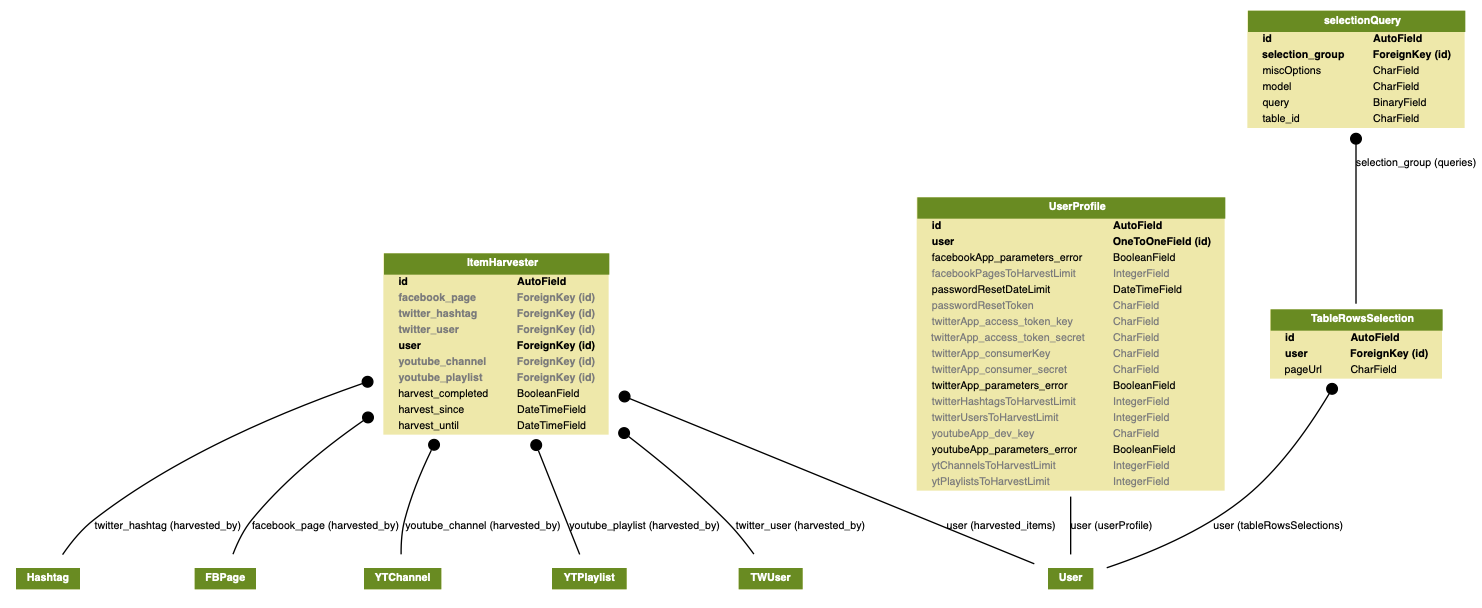 selectionQuery
id AutoField
selection_group ForeignKey (id)
miscOptions CharField
model CharField
query BinaryField
table_id CharField
selection_group (queries)
UserProfile
id AutoField
user OneToOneField (id)
facebookApp_parameters_error BooleanField
facebookPagesToHarvestLimit IntegerField
passwordResetDateLimit DateTimeField
passwordResetToken CharField
twitterApp_access_token_key CharField
twitterApp_access_token_secret CharField
twitterApp_consumerKey CharField
twitterApp_consumer_secret CharField
twitterApp_parameters_error BooleanField
twitterHashtagsToHarvestLimit IntegerField
twitterUsersToHarvestLimit IntegerField
youtubeApp_dev_key CharField
youtubeApp_parameters_error BooleanField
ytChannelsToHarvestLimit IntegerField
ytPlaylistsToHarvestLimit IntegerField
ItemHarvester
id AutoField
facebook_page ForeignKey (id)
twitter_hashtag ForeignKey (id)
twitter_user ForeignKey (id)
user ForeignKey (id)
youtube_channel ForeignKey (id)
youtube_playlist ForeignKey (id)
harvest_completed BooleanField
harvest_since DateTimeField
harvest_until DateTimeField
TableRowsSelection
id AutoField
user ForeignKey (id)
pageUrl CharField
twitter_hashtag (harvested_by)
facebook_page (harvested_by)
youtube_channel (harvested_by)
youtube_playlist (harvested_by)
twitter_user (harvested_by)
user (harvested_items)
user (userProfile)
user (tableRowsSelections)
Hashtag
FBPage
YTChannel
YTPlaylist
TWUser
User